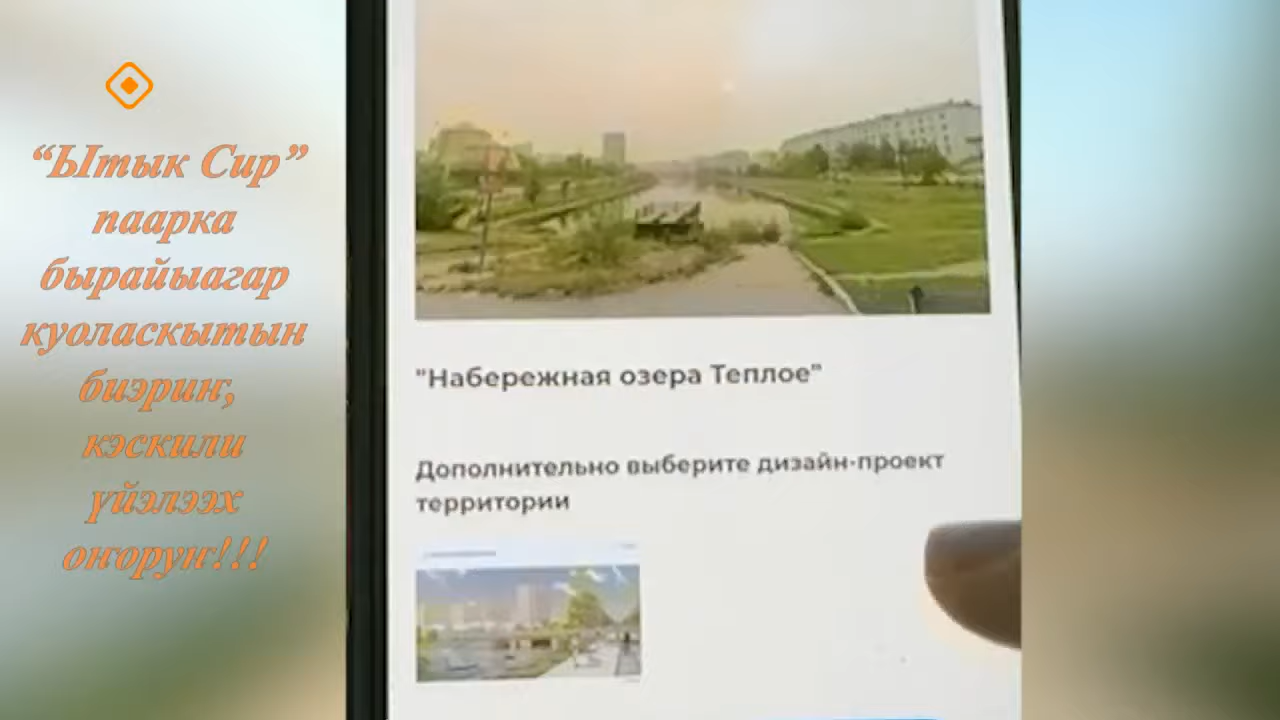 “Ытык Сир”
паарка
бырайыагар
куоласкытын
биэриҥ,
кэскили
үйэлээх
оҥоруҥ!!!
"Набережная озера Теплое"
Дополнительно выберите дизайн-проект
территории